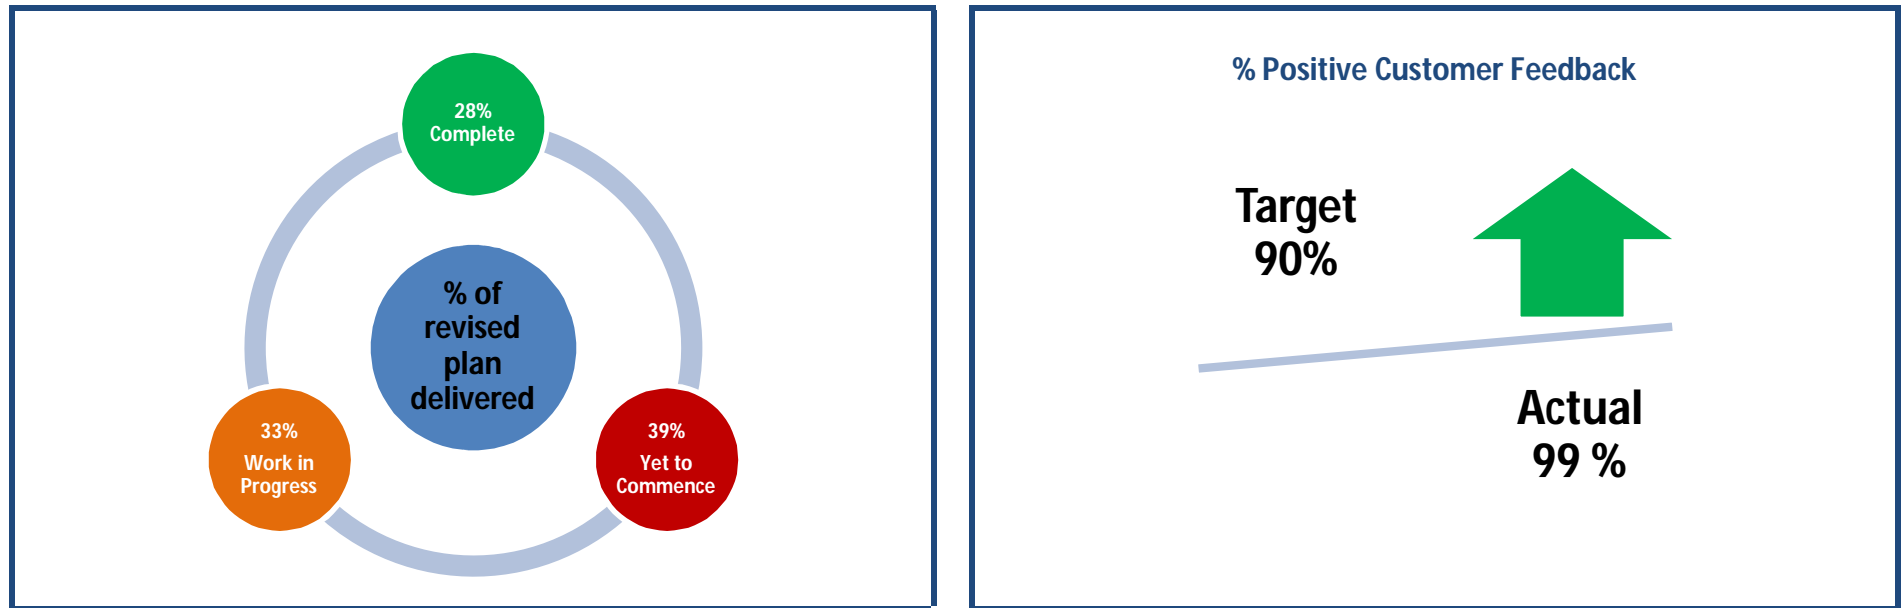 28%
Complete
% of
revised
plan
delivered
33%
Work in
Progress
39%
Yet to
Commence
% Positive Customer Feedback
Target
90%
Actual
99 %